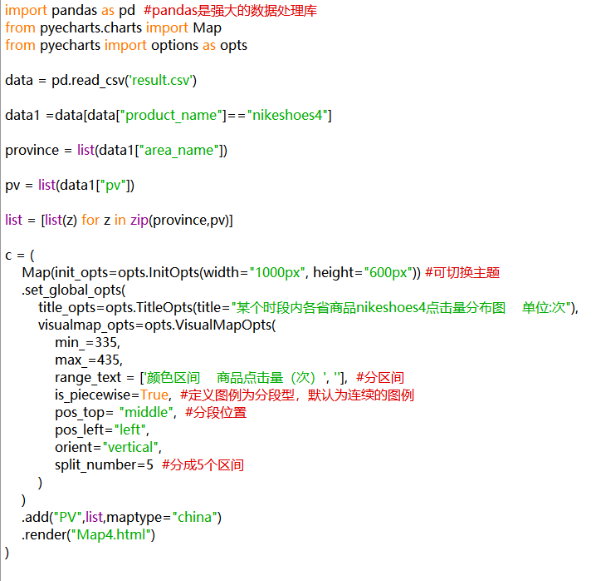 import pandas as pd  #pandas是强大的数据处理库
from pyecharts.charts import Map
from pyecharts import options as opts
data = pd.read_csv('result.csv')
data1 =data[data["product_name"]=="nikeshoes4"]
province = list(data1["area_name"])
pv = list(data1["pv"])
list = [list(z) for z in zip(province,pv)]
c = (
    Map(init_opts=opts.InitOpts(width="1000px", height="600px")) #可切换主题
    .set_global_opts(
        title_opts=opts.TitleOpts(title="某个时段内各省商品nikeshoes4点击量分布图    单位:次"),
        visualmap_opts=opts.VisualMapOpts(
            min_=335,
            max_=435,
            range_text = ['颜色区间    商品点击量（次）', ''],  #分区间
            is_piecewise=True,  #定义图例为分段型，默认为连续的图例
            pos_top= "middle",  #分段位置
            pos_left="left",
            orient="vertical",
            split_number=5  #分成5个区间
        )
    )
    .add("PV",list,maptype="china")
    .render("Map4.html")
)